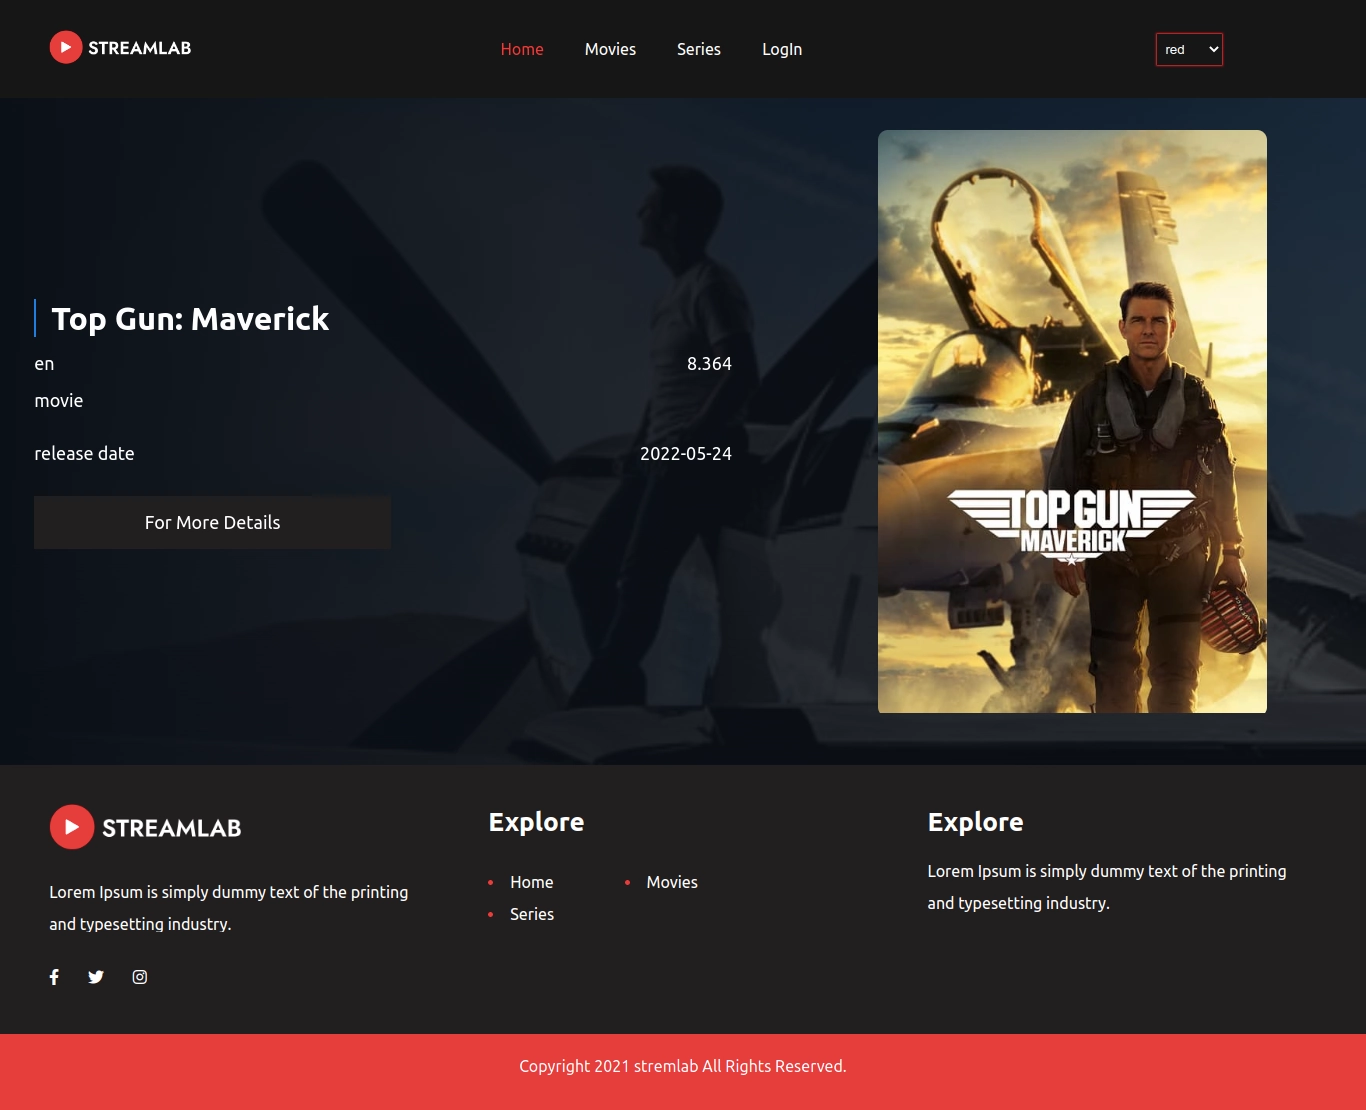 STREAMLAB
Home Movies Series LogIn
red
Top Gun: Maverick
en 8.364
movie
release date 2022-05-24
For More Details
TOP GUN
MAVERICK
STREAMLAB
Lorem Ipsum is simply dummy text of the printing
and typesetting industry.
Explore
Home Movies
Series
Explore
Lorem Ipsum is simply dummy text of the printing
and typesetting industry.
Copyright 2021 stremlab All Rights Reserved.